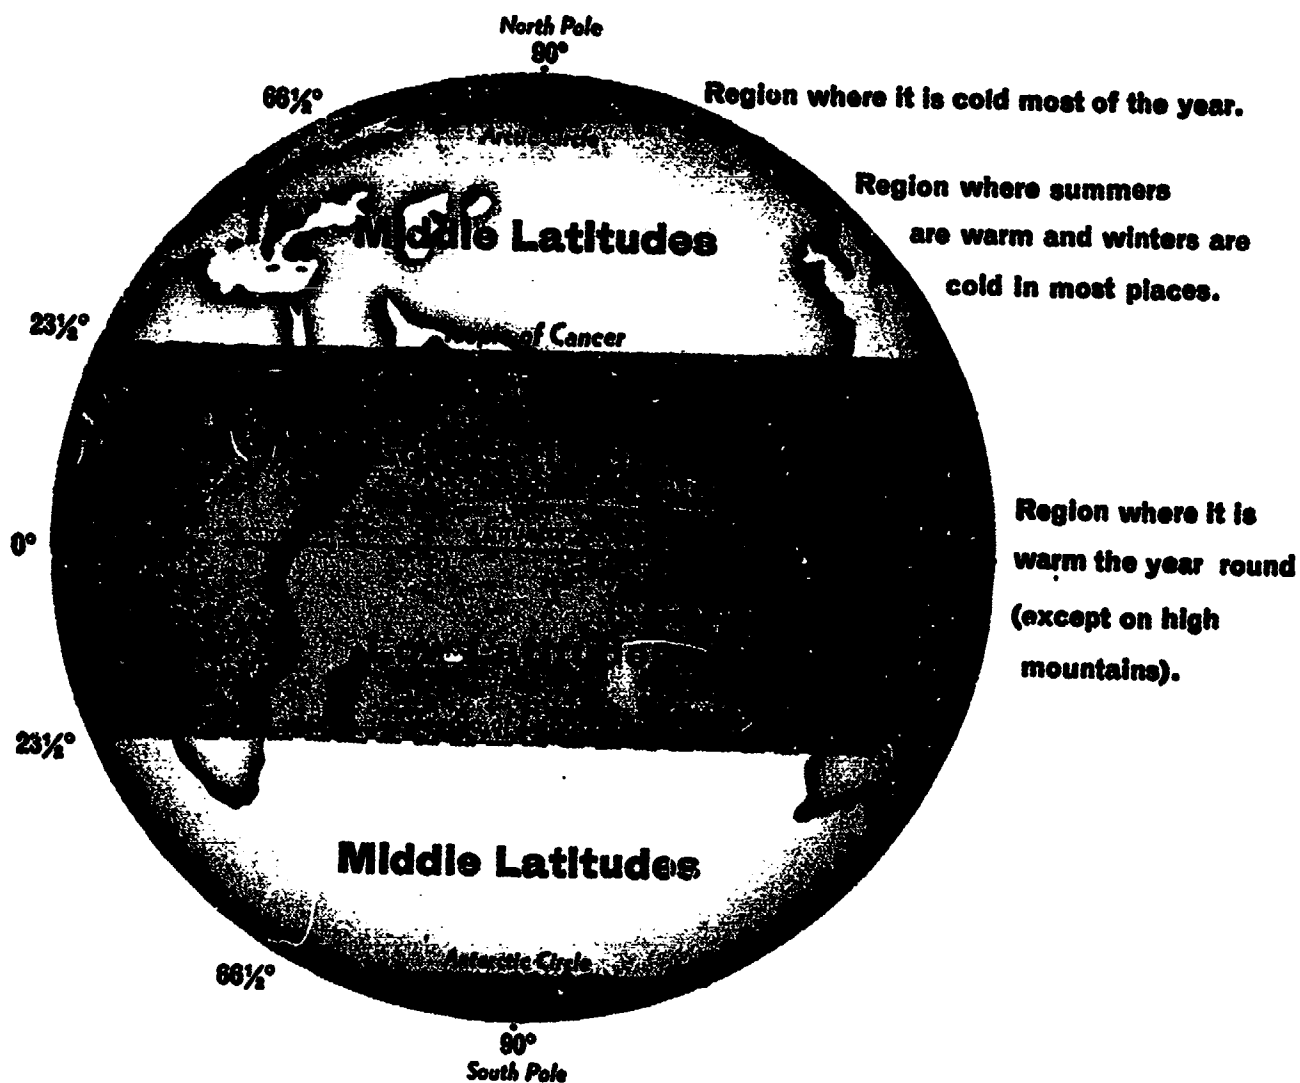 North Pole
90°
66½°
Region where it is cold most of the year.
Arctic Circle
Region where summers
are warm and winters are
cold in most places.
Middle Latitudes
23½°
Tropic of Cancer
0°
Region where it is
warm the year round
(except on high
mountains).
23½°
Middle Latitudes
Antarctic Circle
66½°
90°
South Pole